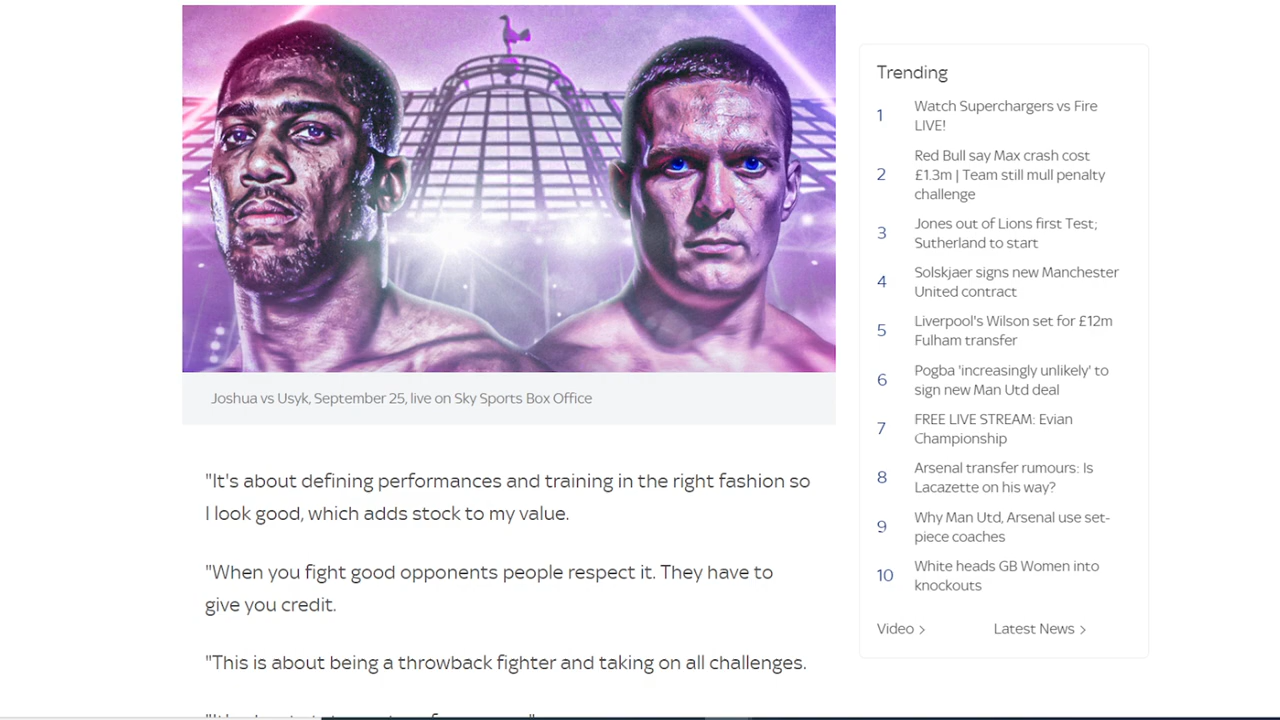 Joshua vs Usyk, September 25, live on Sky Sports Box Office
"It's about defining performances and training in the right fashion so
I look good, which adds stock to my value.
"When you fight good opponents people respect it. They have to
give you credit.
"This is about being a throwback fighter and taking on all challenges.
Trending
1
Watch Superchargers vs Fire
LIVE!
2
Red Bull say Max crash cost
£1.3m | Team still mull penalty
challenge
3
Jones out of Lions first Test;
Sutherland to start
4
Solskjaer signs new Manchester
United contract
5
Liverpool's Wilson set for £12m
Fulham transfer
6
Pogba 'increasingly unlikely' to
sign new Man Utd deal
7
FREE LIVE STREAM: Evian
Championship
8
Arsenal transfer rumours: Is
Lacazette on his way?
9
Why Man Utd, Arsenal use set-
piece coaches
10
White heads GB Women into
knockouts
Video >
Latest News >